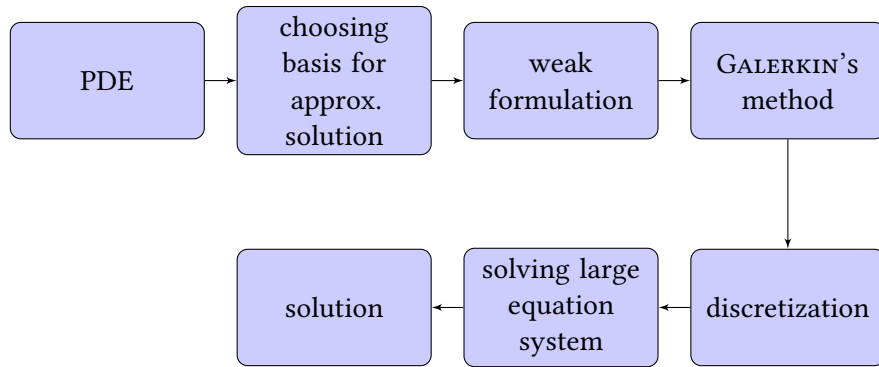 PDE
choosing
basis for
approx.
solution
weak
formulation
GALERKIN'S
method
solution
solving large
equation
system
discretization